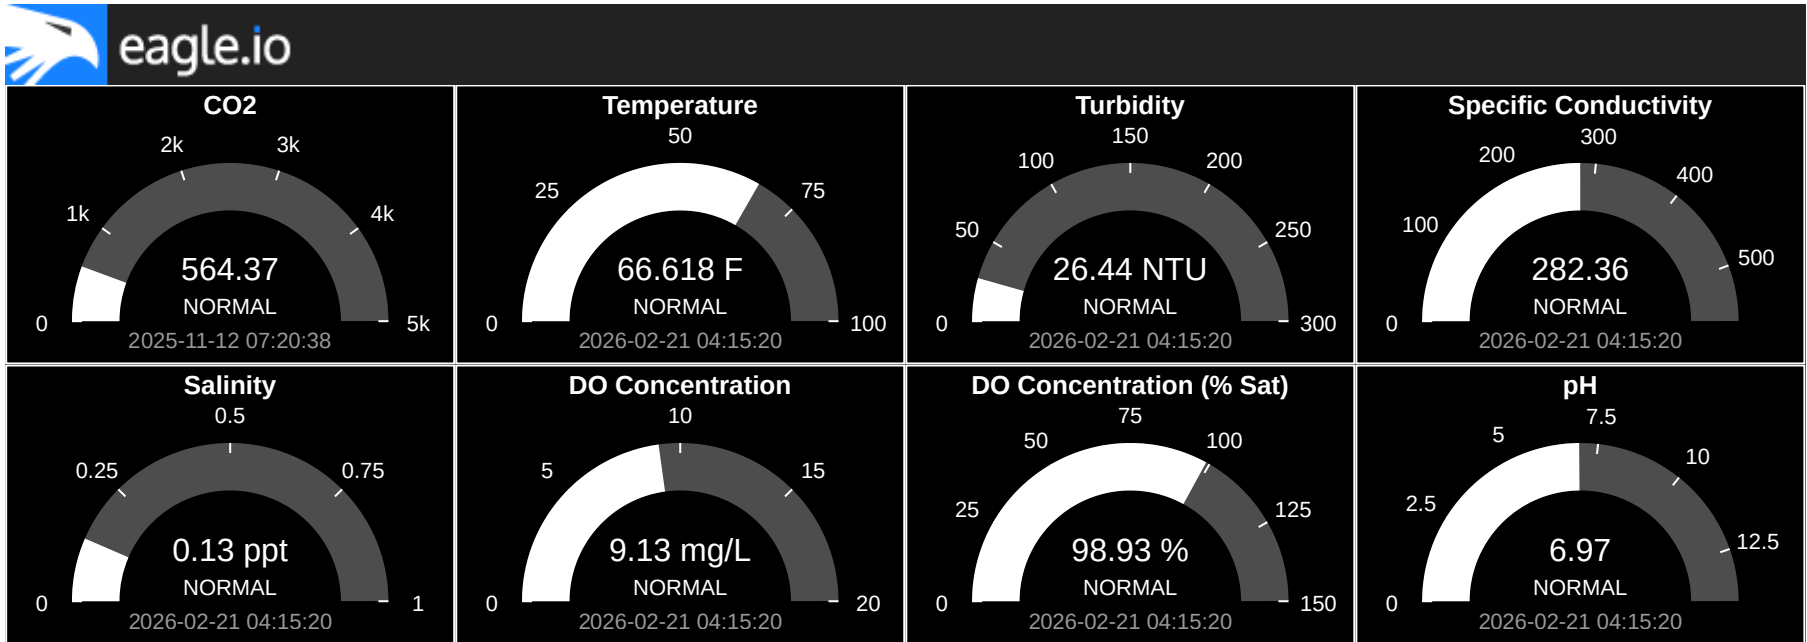 eagle.io
CO2
0
1k
2k
3k
4k
5k
564.37
NORMAL
2025-11-12 07:20:38
Temperature
0
25
50
75
100
66.618 F
NORMAL
2026-02-21 04:15:20
Turbidity
0
50
100
150
200
250
300
26.44 NTU
NORMAL
2026-02-21 04:15:20
Specific Conductivity
0
100
200
300
400
500
282.36
NORMAL
2026-02-21 04:15:20
Salinity
0
0.25
0.5
0.75
1
0.13 ppt
NORMAL
2026-02-21 04:15:20
DO Concentration
0
5
10
15
20
9.13 mg/L
NORMAL
2026-02-21 04:15:20
DO Concentration (% Sat)
0
25
50
75
100
125
150
98.93 %
NORMAL
2026-02-21 04:15:20
pH
0
2.5
5
7.5
10
12.5
6.97
NORMAL
2026-02-21 04:15:20